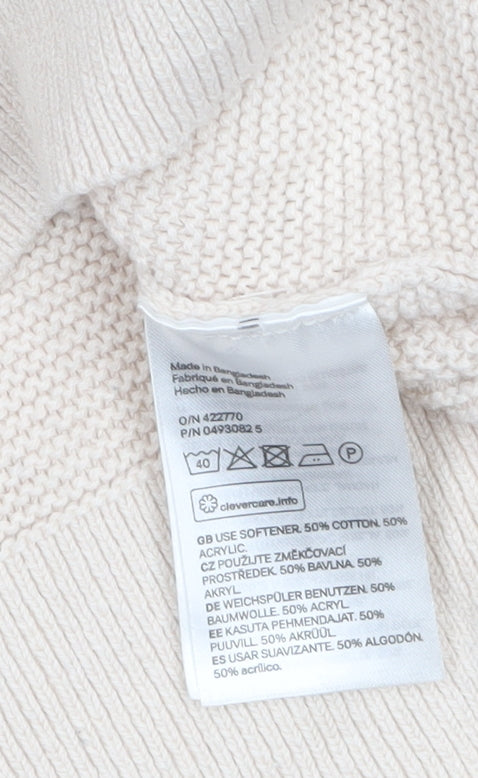 Made in Bangladesh
Fabriqué en Bangladesh
Hecho en Bangladesh
O/N 422770
P/N 0493082 5
40 P
clevercare.info
GB USE SOFTENER. 50% COTTON. 50%
ACRYLIC.
CZ POUŽIJTE ZMĚKČOVACÍ
PROSTŘEDEK. 50% BAVLNA. 50%
AKRYL.
DE WEICHSPÜLER BENUTZEN. 50%
BAUMWOLLE. 50% ACRYL.
EE KASUTA PEHMENDAJAT. 50%
PUUVILL. 50% AKRÜÜL.
ES USAR SUAVIZANTE. 50% ALGODÓN.
50% acrílico.